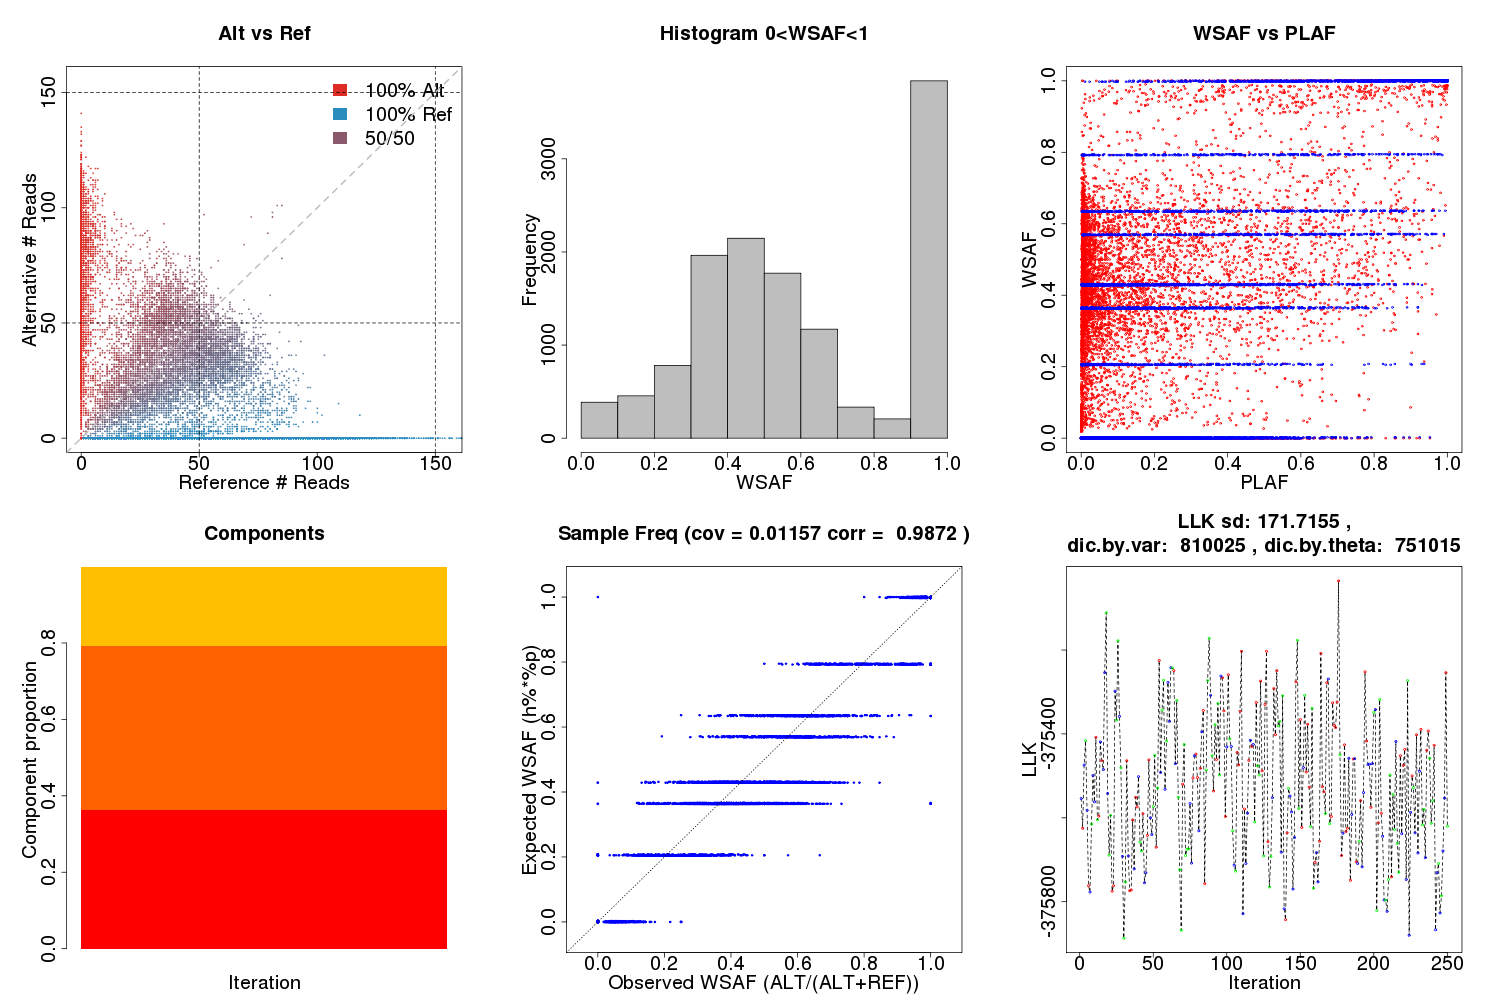 Alt vs Ref
150
100
50
0
Alternative # Reads
100% Alt
100% Ref
50/50
0 50 100 150
Reference # Reads
Histogram 0<WSAF<1
3000
2000
1000
0
Frequency
0.0 0.2 0.4 0.6 0.8 1.0
WSAF
WSAF vs PLAF
1.0
0.8
0.6
0.4
0.2
0.0
WSAF
0.0 0.2 0.4 0.6 0.8 1.0
PLAF
Components
0.8
0.6
0.4
0.2
0.0
Component proportion
Iteration
Sample Freq (cov = 0.01157 corr = 0.9872 )
1.0
0.8
0.6
0.4
0.2
0.0
Expected WSAF (h%*%p)
0.0 0.2 0.4 0.6 0.8 1.0
Observed WSAF (ALT/(ALT+REF))
LLK sd: 171.7155 ,
dic.by.var: 810025 , dic.by.theta: 751015
-375400
-375800
LLK
0 50 100 150 200 250
Iteration